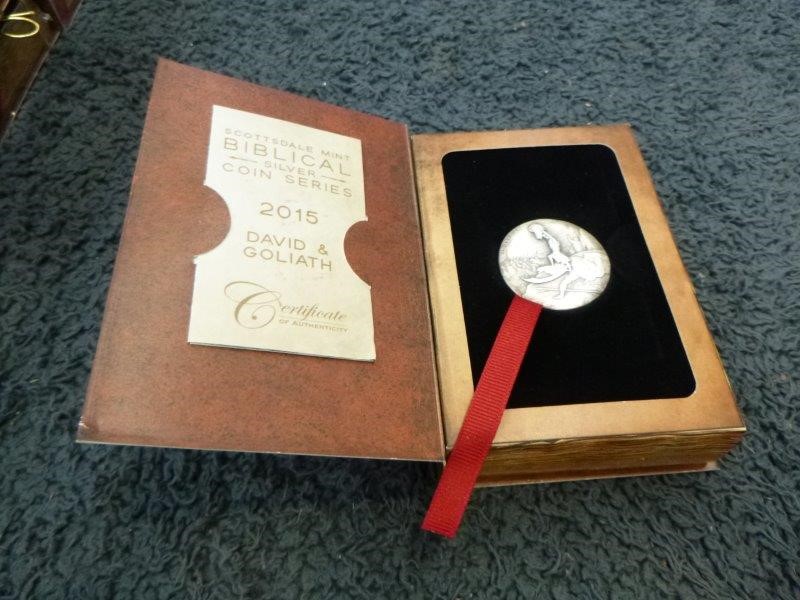 SCOTTSDALE MINT
BIBLICAL
SILVER
COIN SERIES
2015
DAVID &
GOLIATH
Certificate
OF AUTHENTICITY